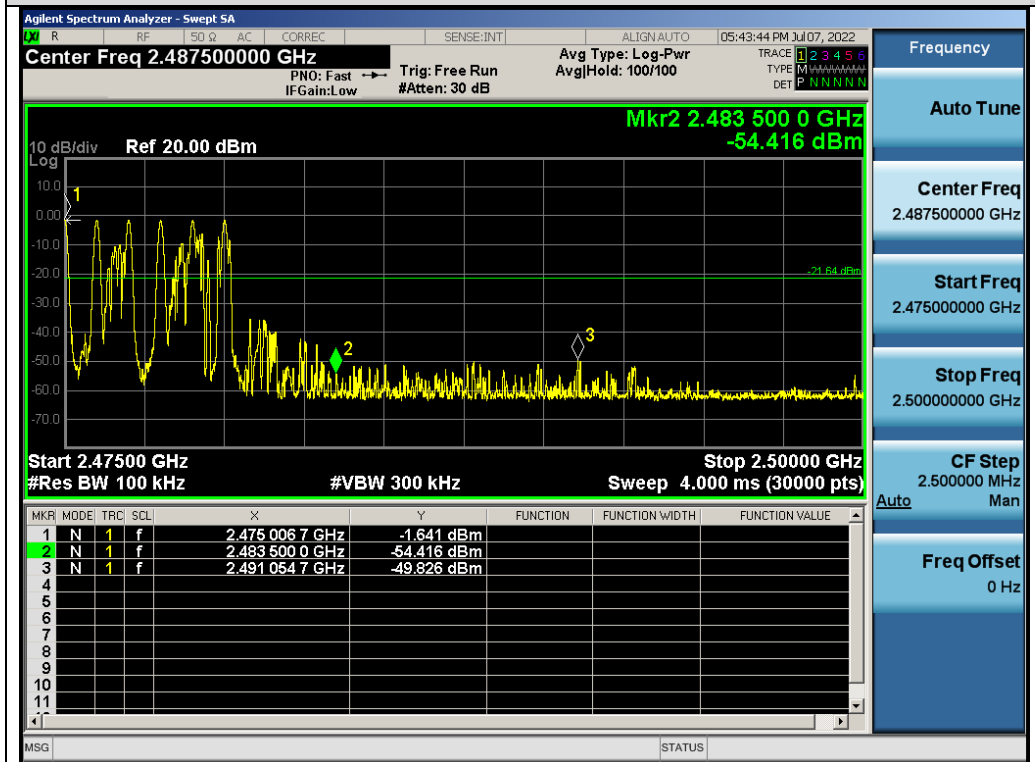 Agilent Spectrum Analyzer - Swept SA
LXI R RF 50 Ω AC CORREC SENSE:INT ALIGN AUTO 05:43:44 PM Jul 07, 2022
Center Freq 2.487500000 GHz
PNO: Fast
IFGain:Low
Trig: Free Run
#Atten: 30 dB
Avg Type: Log-Pwr
Avg|Hold: 100/100
TRACE 1 2 3 4 5 6
TYPE M
DET P N N N N N
Mkr2 2.483 500 0 GHz
-54.416 dBm
10 dB/div Ref 20.00 dBm
Log
10.0
0.00
-10.0
-20.0
-30.0
-40.0
-50.0
-60.0
-70.0
1
2
3
-21.64 dBm
Start 2.47500 GHz Stop 2.50000 GHz
#Res BW 100 kHz #VBW 300 kHz Sweep 4.000 ms (30000 pts)
MKR MODE TRC SCL X Y FUNCTION FUNCTION WIDTH FUNCTION VALUE
1 N 1 f 2.475 006 7 GHz -1.641 dBm
2 N 1 f 2.483 500 0 GHz -54.416 dBm
3 N 1 f 2.491 054 7 GHz -49.826 dBm
4
5
6
7
8
9
10
11
MSG STATUS
Frequency
Auto Tune
Center Freq
2.487500000 GHz
Start Freq
2.475000000 GHz
Stop Freq
2.500000000 GHz
CF Step
2.500000 MHz
Auto Man
Freq Offset
0 Hz